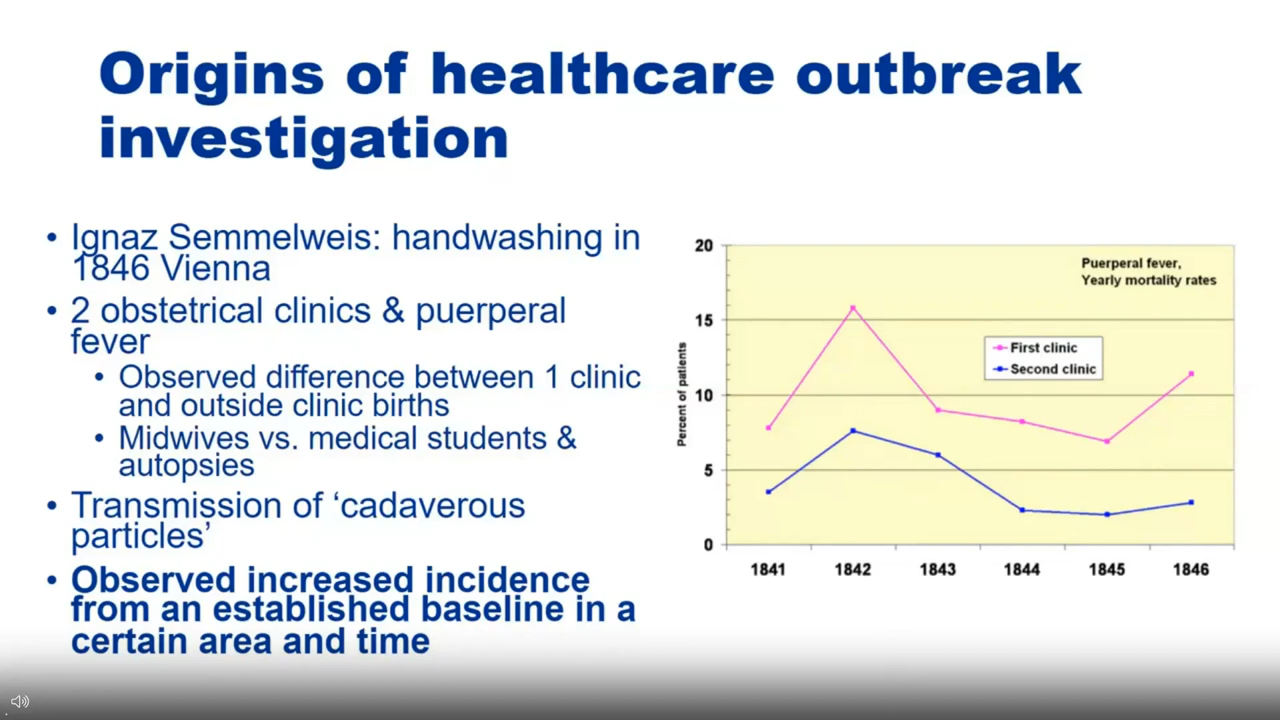 Origins of healthcare outbreak
investigation
• Ignaz Semmelweis: handwashing in
1846 Vienna
• 2 obstetrical clinics & puerperal
fever
• Observed difference between 1 clinic
and outside clinic births
• Midwives vs. medical students &
autopsies
• Transmission of ‘cadaverous
particles’
• Observed increased incidence
from an established baseline in a
certain area and time
Puerperal fever,
Yearly mortality rates
First clinic
Second clinic
Percent of patients
20
15
10
5
0
1841 1842 1843 1844 1845 1846